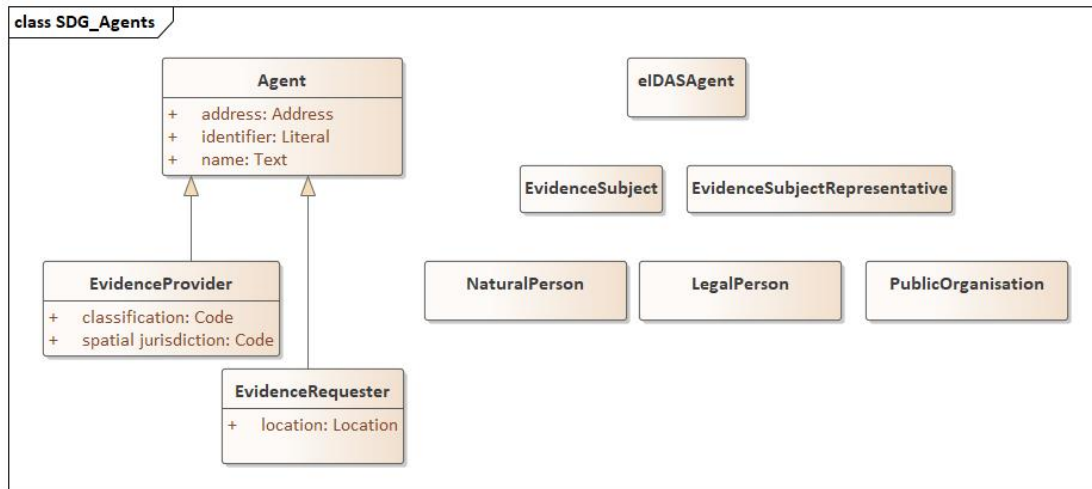 class SDG_Agents
Agent
+ address: Address
+ identifier: Literal
+ name: Text
eIDASAgent
EvidenceSubject
EvidenceSubjectRepresentative
EvidenceProvider
+ classification: Code
+ spatial jurisdiction: Code
NaturalPerson
LegalPerson
PublicOrganisation
EvidenceRequester
+ location: Location